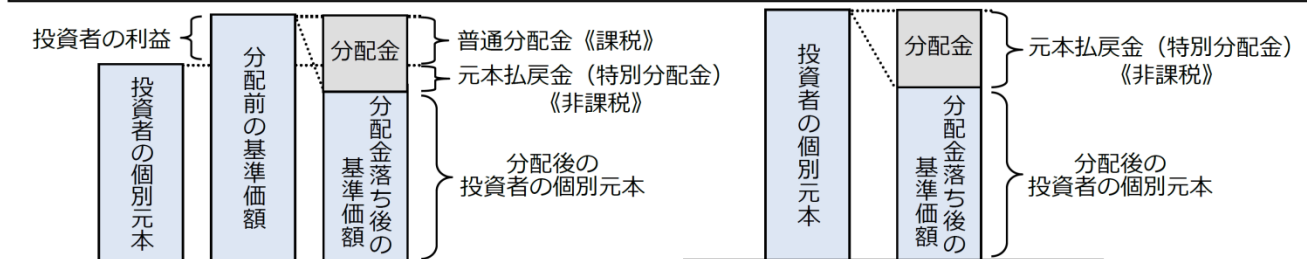 投資者の利益
投資者の個別元本
分配前の基準価額
分配金
分配金落ち後の
基準価額
普通分配金《課税》
元本払戻金（特別分配金）
《非課税》
分配後の
投資者の個別元本
投資者の個別元本
分配金
分配金落ち後の
基準価額
元本払戻金（特別分配金）
《非課税》
分配後の
投資者の個別元本